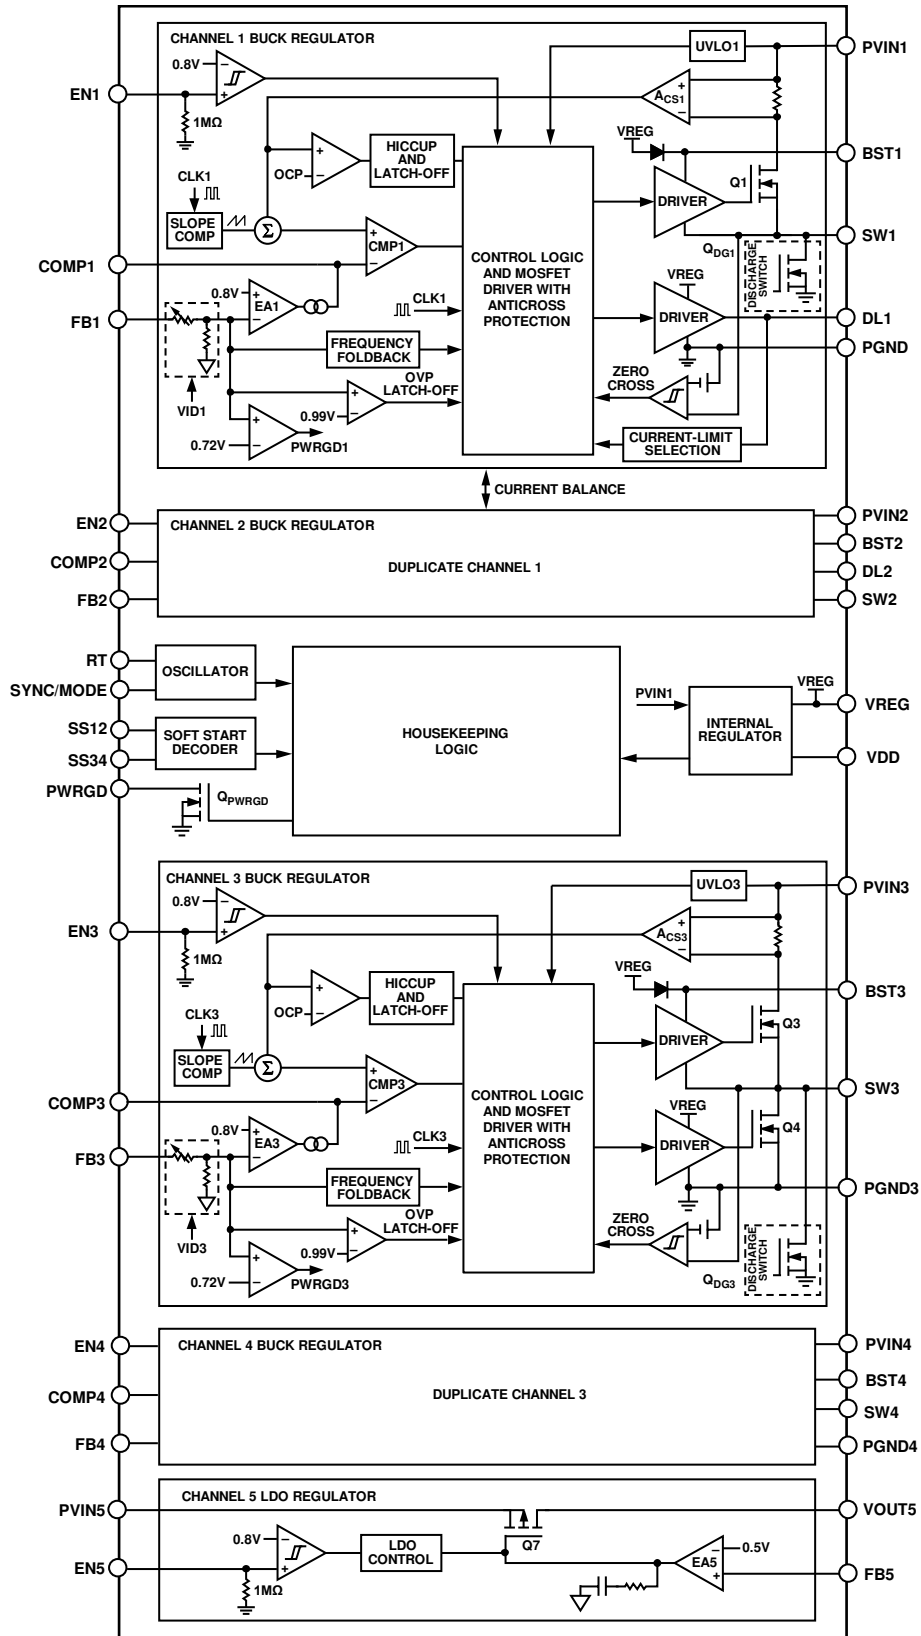 CHANNEL 1 BUCK REGULATOR
UVLO1
PVIN1
0.8V
–
+
EN1
1MΩ
+
ACS1
–
VREG
BST1
HICCUP
AND
LATCH-OFF
+
OCP
–
Q1
CLK1
DRIVER
SLOPE
COMP
Σ
+
CMP1
–
SW1
QDG1
DISCHARGE
SWITCH
COMP1
CONTROL LOGIC
AND MOSFET
DRIVER WITH
ANTICROSS
PROTECTION
VREG
0.8V
+
EA1
–
CLK1
FB1
DRIVER
DL1
FREQUENCY
FOLDBACK
PGND
VID1
OVP
LATCH-OFF
ZERO
CROSS
+
0.99V
–
+
0.72V
–
PWRGD1
CURRENT-LIMIT
SELECTION
CURRENT BALANCE
EN2
CHANNEL 2 BUCK REGULATOR
PVIN2
BST2
COMP2
DUPLICATE CHANNEL 1
DL2
FB2
SW2
RT
OSCILLATOR
SYNC/MODE
PVIN1
VREG
VREG
SS12
SOFT START
DECODER
HOUSEKEEPING
LOGIC
INTERNAL
REGULATOR
SS34
VDD
PWRGD
QPWRGD
CHANNEL 3 BUCK REGULATOR
UVLO3
PVIN3
0.8V
–
+
EN3
1MΩ
+
ACS3
–
VREG
BST3
HICCUP
AND
LATCH-OFF
+
OCP
–
Q3
CLK3
DRIVER
SLOPE
COMP
Σ
+
CMP3
–
SW3
COMP3
CONTROL LOGIC
AND MOSFET
DRIVER WITH
ANTICROSS
PROTECTION
VREG
Q4
0.8V
+
EA3
–
CLK3
DRIVER
FB3
FREQUENCY
FOLDBACK
PGND3
VID3
OVP
LATCH-OFF
ZERO
CROSS
+
0.99V
–
+
0.72V
–
PWRGD3
QDG3
DISCHARGE
SWITCH
EN4
CHANNEL 4 BUCK REGULATOR
PVIN4
BST4
COMP4
DUPLICATE CHANNEL 3
SW4
FB4
PGND4
CHANNEL 5 LDO REGULATOR
PVIN5
VOUT5
0.8V
–
+
LDO
CONTROL
Q7
–
0.5V
EN5
EA5
+
FB5
1MΩ